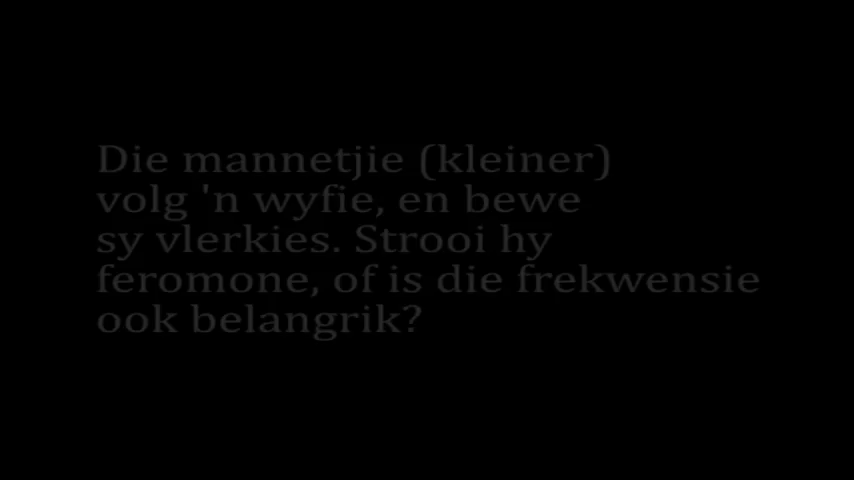 Die mannetjie (kleiner)
volg 'n wyfie, en bewe
sy vlerkies. Strooi hy
feromone, of is die frekwensie
ook belangrik?